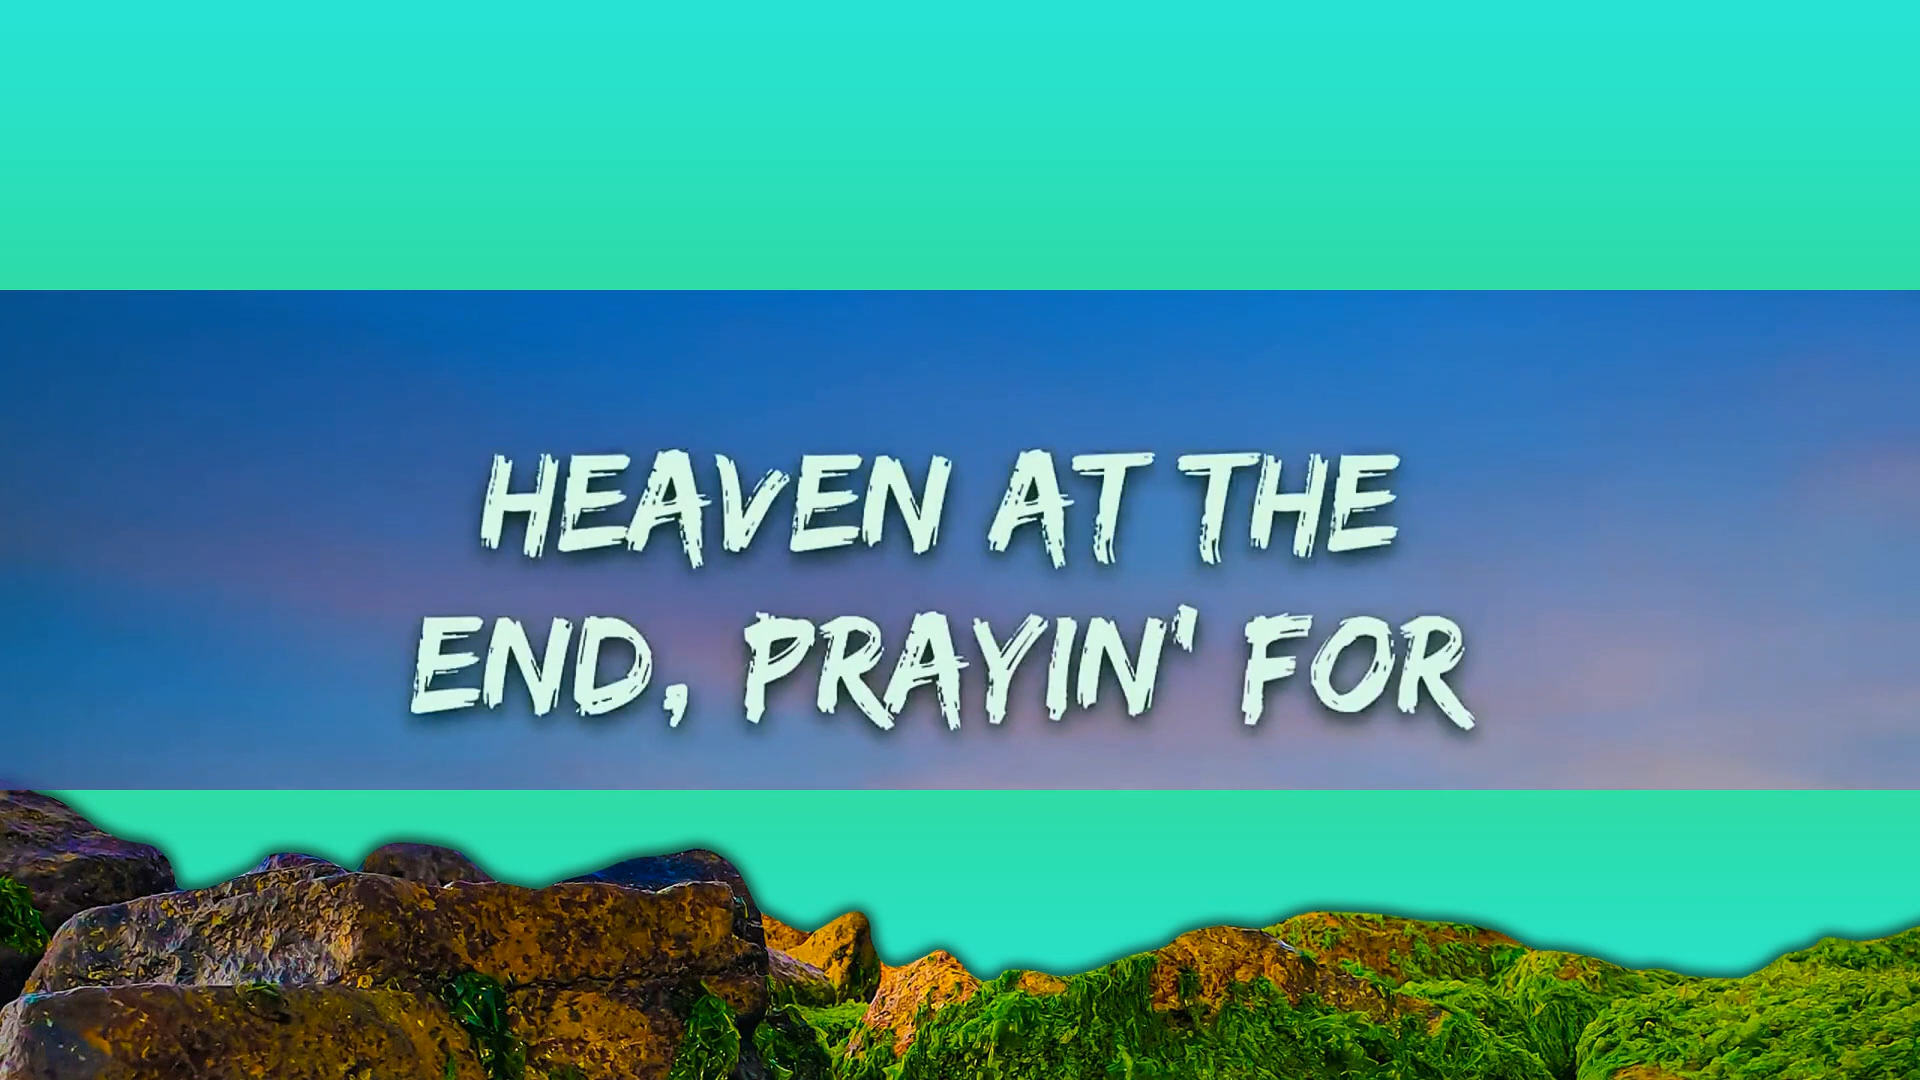 HEAVEN AT THE
END, PRAYIN' FOR